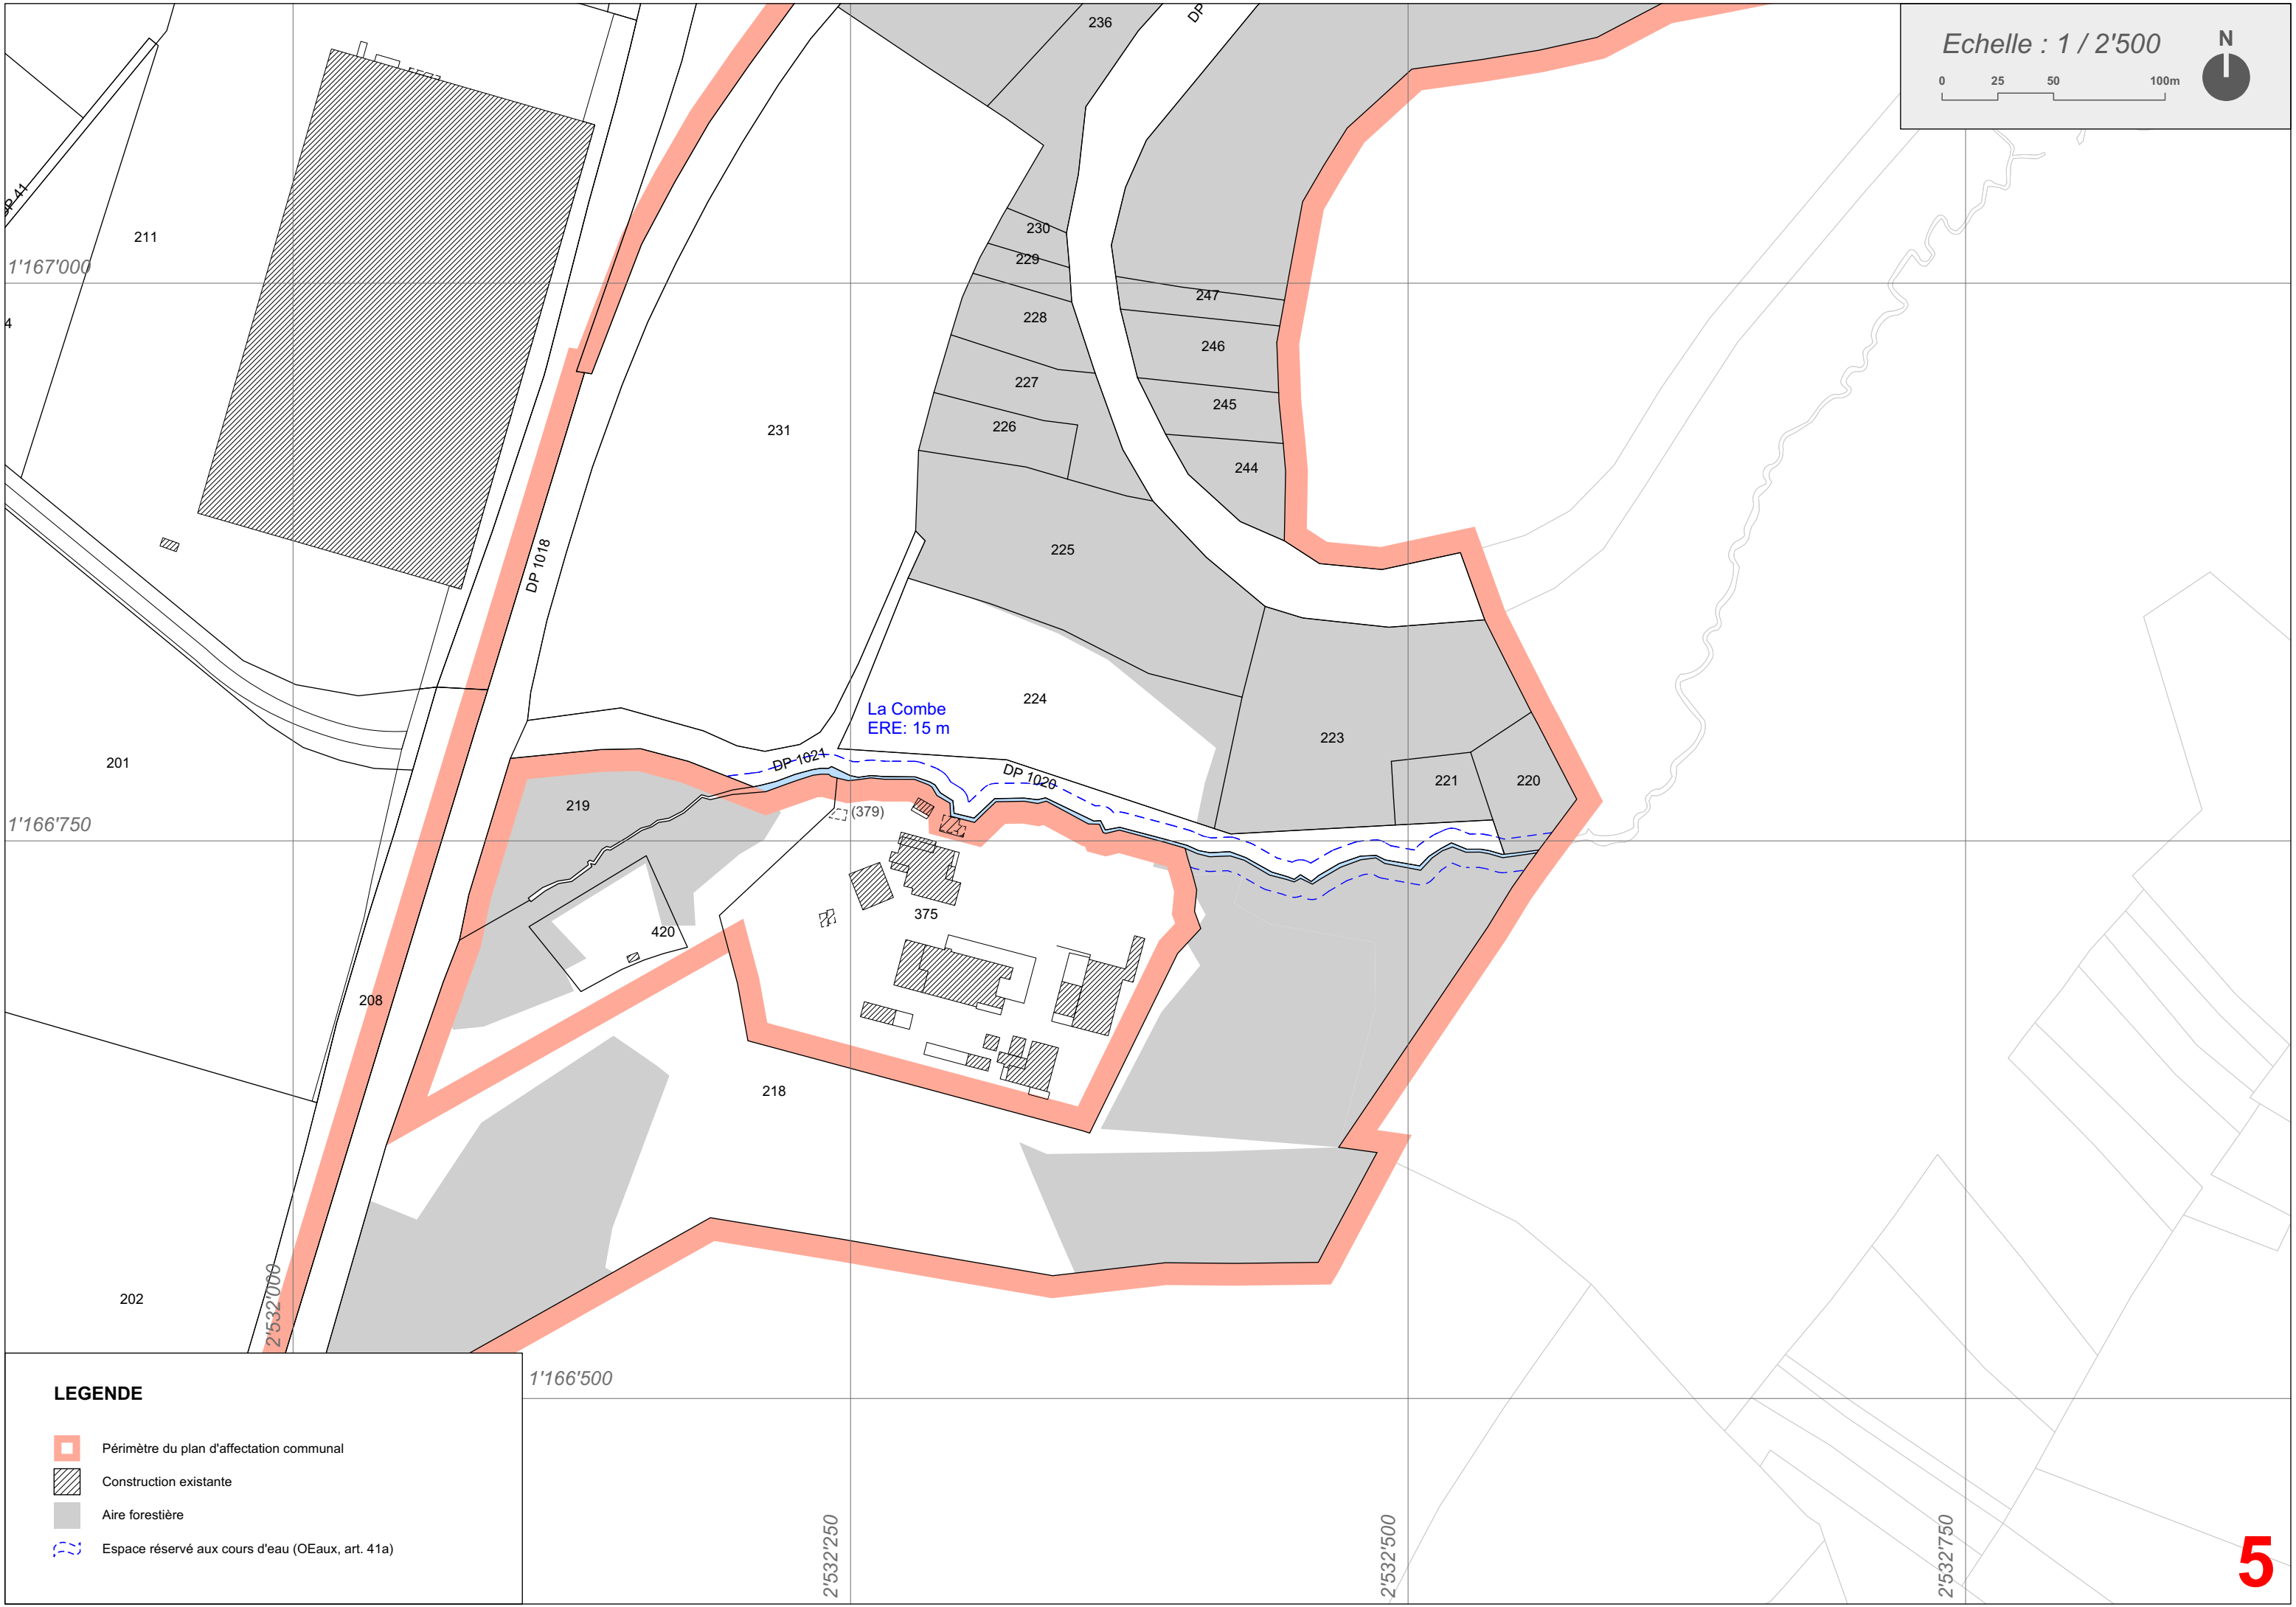 236
DP
Echelle : 1 / 2'500
N
0 25 50 100m
DP 41
211
230
229
1'167'000
247
228
4
246
227
245
231
226
244
225
DP 1018
224
La Combe
ERE: 15 m
223
201
DP 1021
DP 1020
221
220
219
(379)
1'166'750
375
420
208
218
202
2'532'000
1'166'500
LEGENDE
Périmètre du plan d'affectation communal
Construction existante
Aire forestière
Espace réservé aux cours d'eau (OEaux, art. 41a)
2'532'250
2'532'500
2'532'750
5